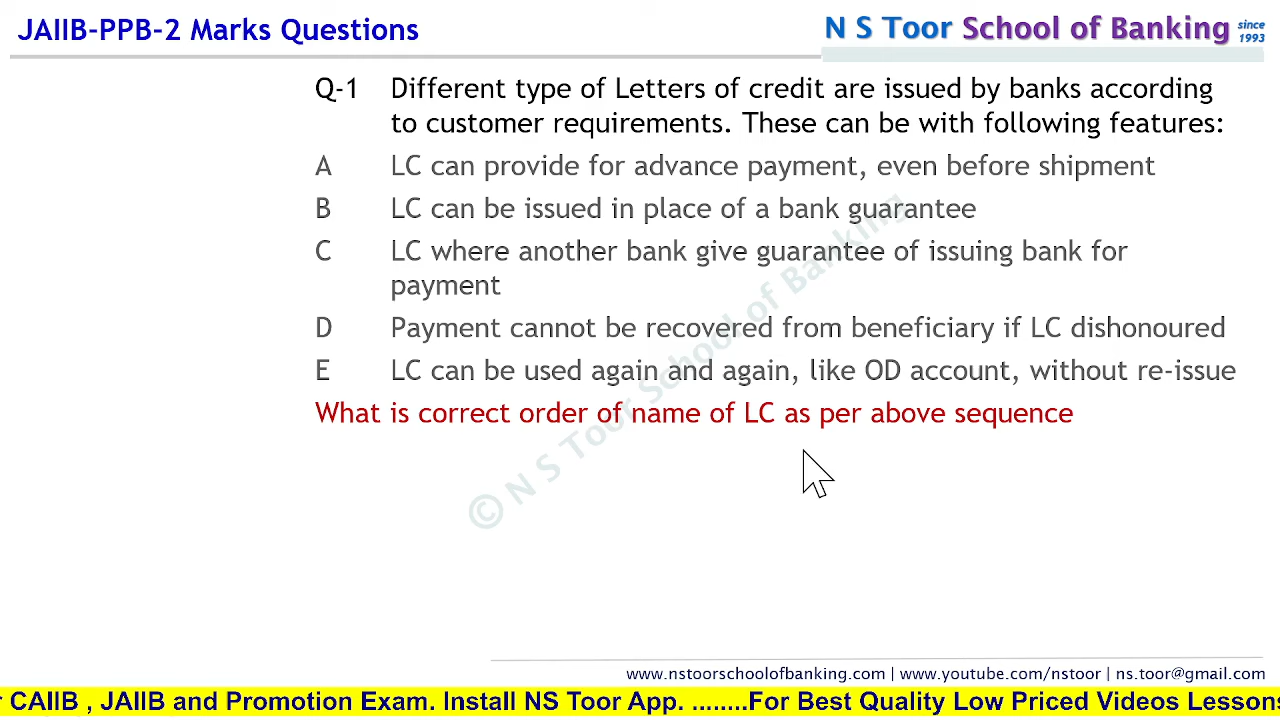 JAIIB-PPB-2 Marks Questions
N S Toor School of Banking since 1993
Q-1 Different type of Letters of credit are issued by banks according
to customer requirements. These can be with following features:
A LC can provide for advance payment, even before shipment
B LC can be issued in place of a bank guarantee
C LC where another bank give guarantee of issuing bank for
payment
D Payment cannot be recovered from beneficiary if LC dishonoured
E LC can be used again and again, like OD account, without re-issue
What is correct order of name of LC as per above sequence
© N S Toor School of Banking
www.nstoorschoolofbanking.com | www.youtube.com/nstoor | ns.toor@gmail.com
CAIIB , JAIIB and Promotion Exam. Install NS Toor App. ........For Best Quality Low Priced Videos Lessons